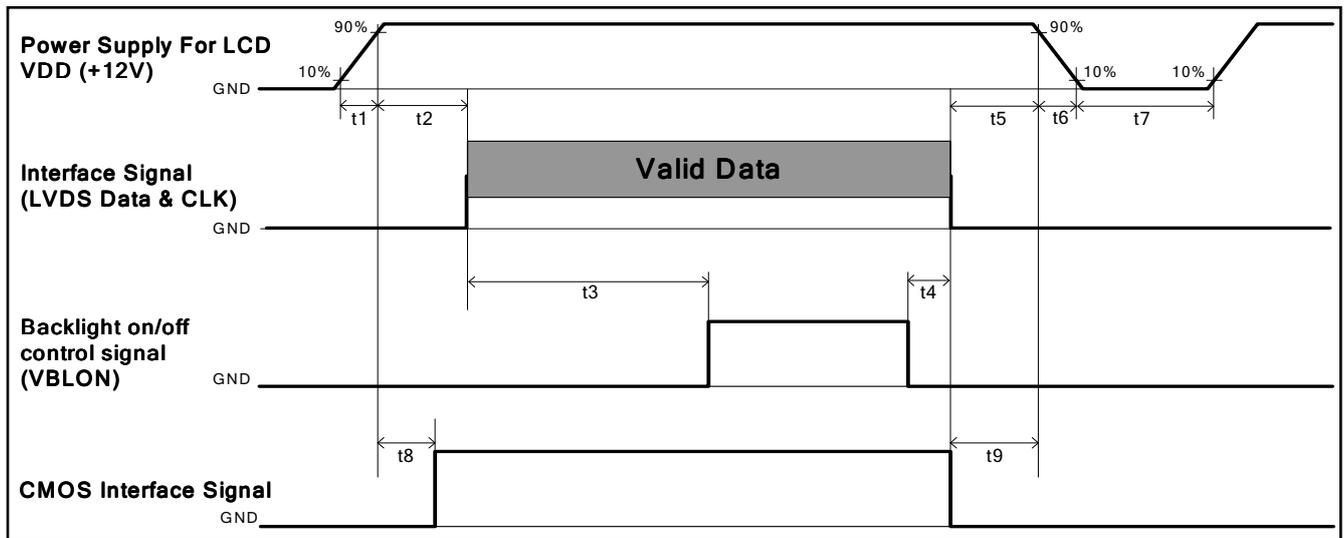 90%
90%
Power Supply For LCD
VDD (+12V)
10%
10%
10%
GND
t1
t2
t5
t6
t7
Valid Data
Interface Signal
(LVDS Data & CLK)
GND
t3
t4
Backlight on/off
control signal
(VBLON)
GND
t8
t9
CMOS Interface Signal
GND